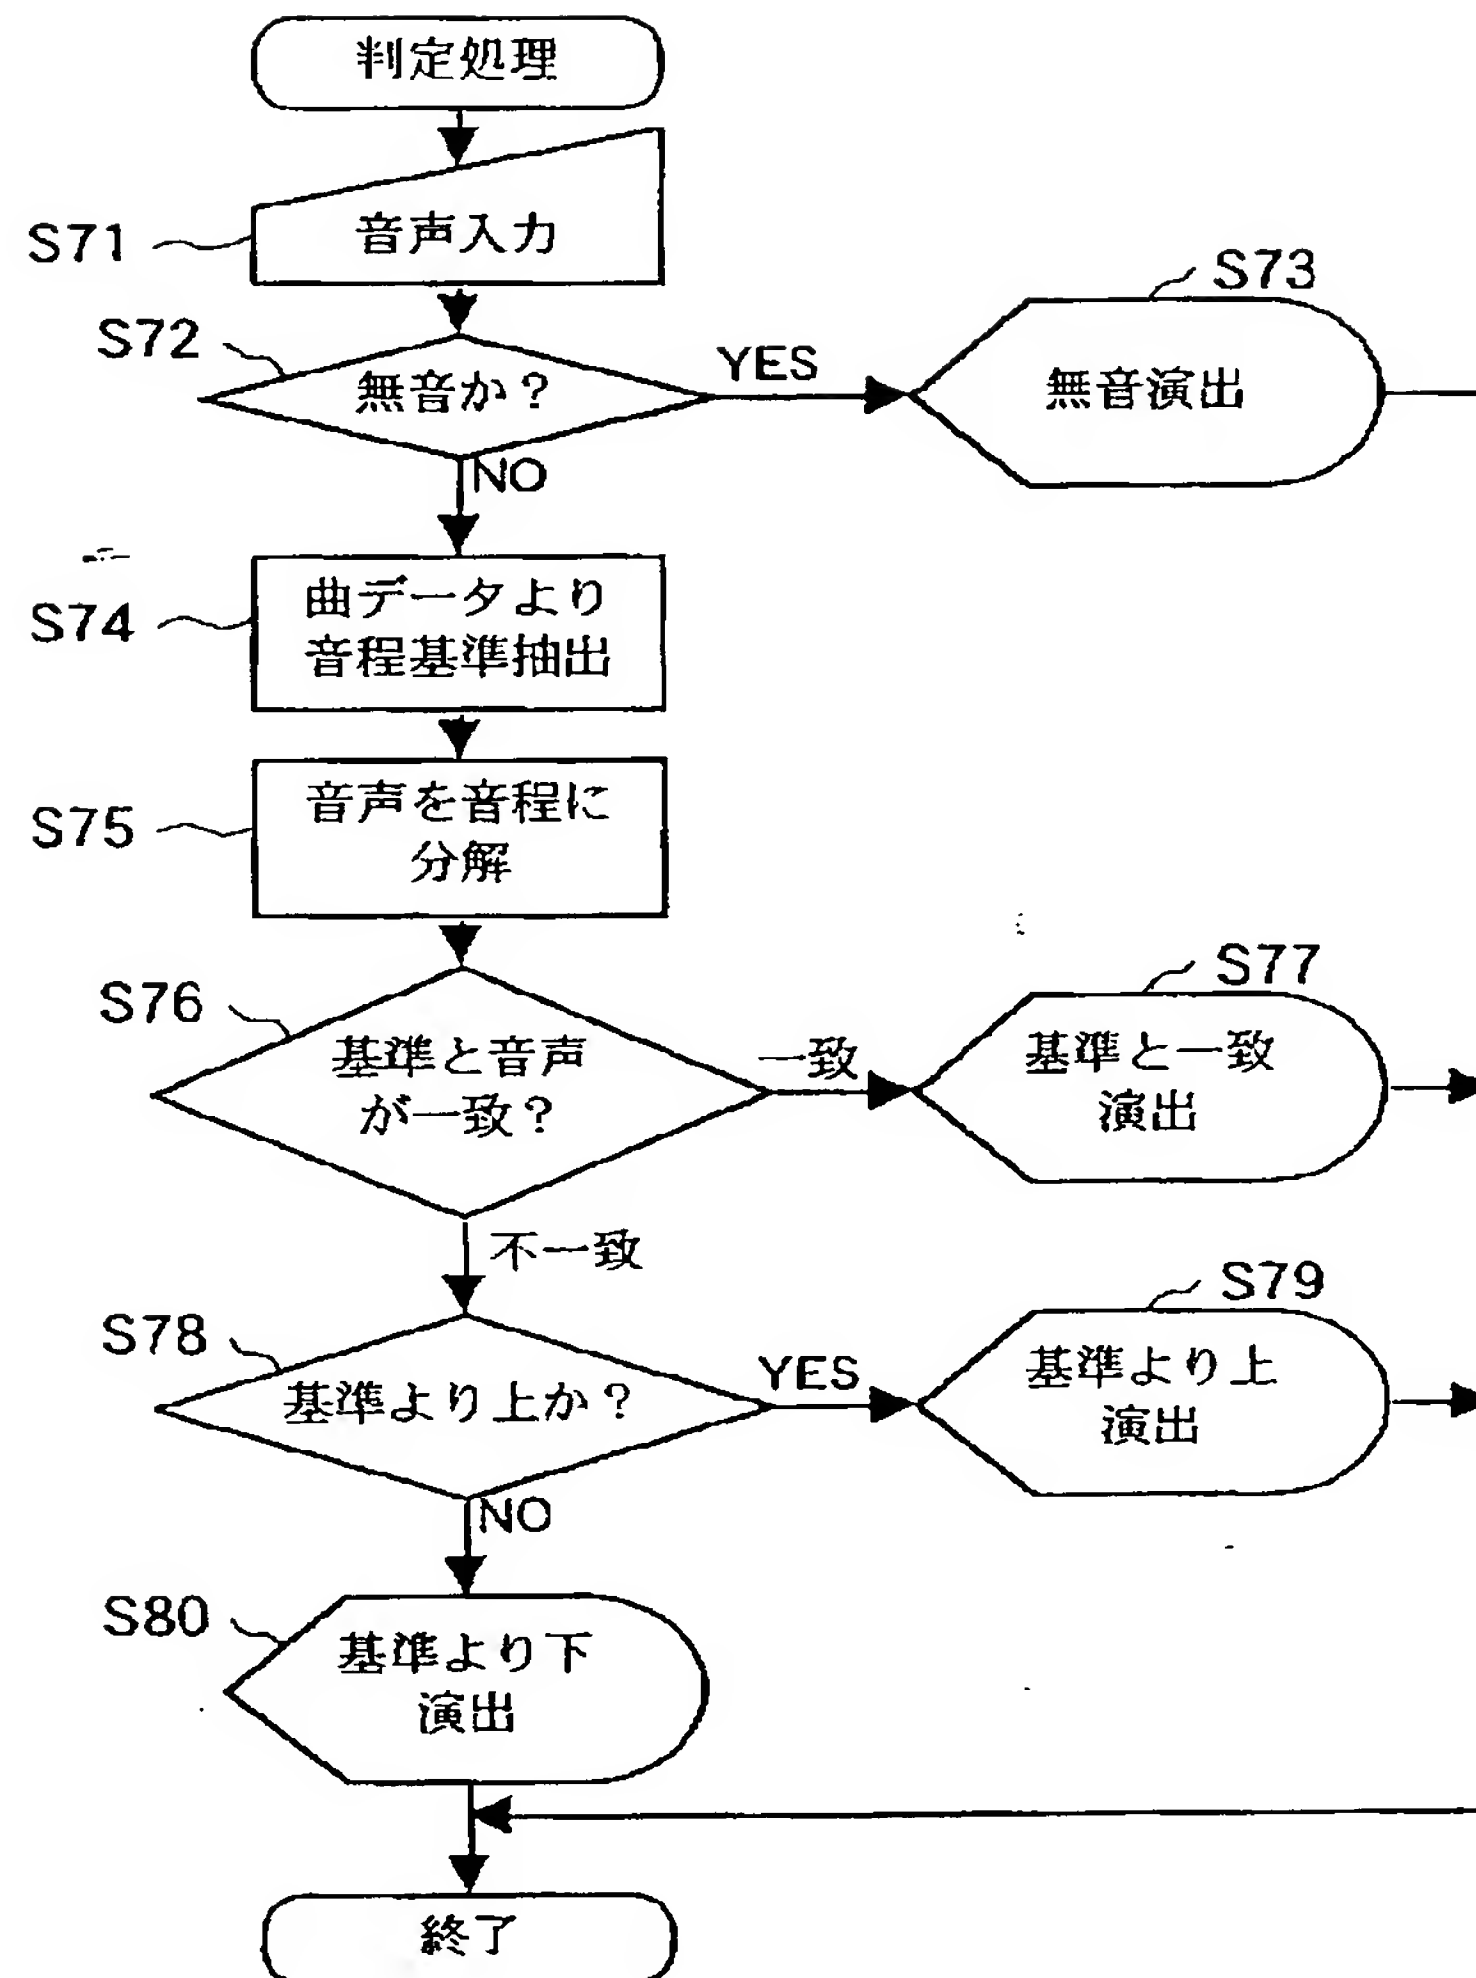 判定処理
S71
音声入力
S72
無音か？
YES
S73
無音演出
NO
S74
曲データより
音程基準抽出
S75
音声を音程に
分解
S76
基準と音声
が一致？
一致
S77
基準と一致
演出
不一致
S78
基準より上か？
YES
S79
基準より上
演出
NO
S80
基準より下
演出
終了